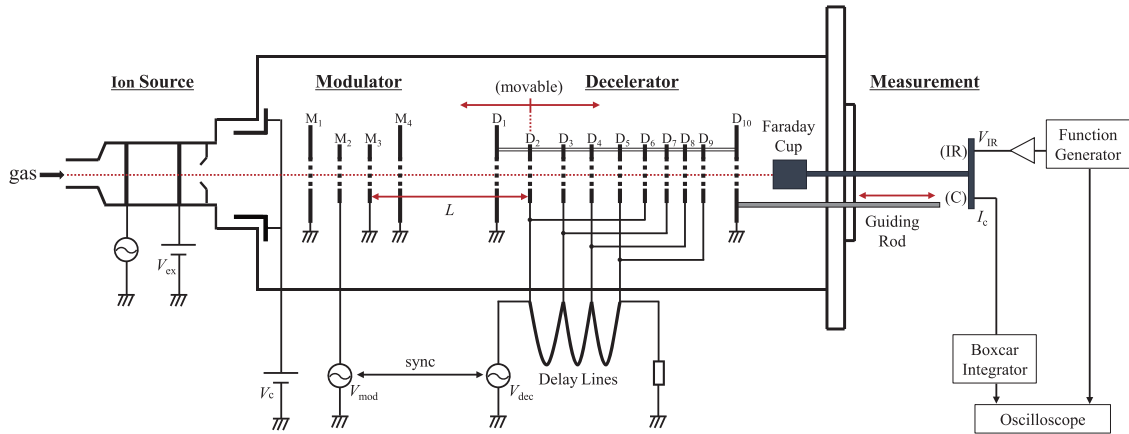 Ion Source
Modulator
Decelerator
Measurement
(movable)
M1
M2
M3
M4
D1
D2
D3
D4
D5
D6
D7
D8
D9
D10
Faraday
Cup
(IR)
VIR
Function
Generator
gas
L
(C)
Ic
Guiding
Rod
Vex
Vc
Vmod
sync
Vdec
Delay Lines
Boxcar
Integrator
Oscilloscope